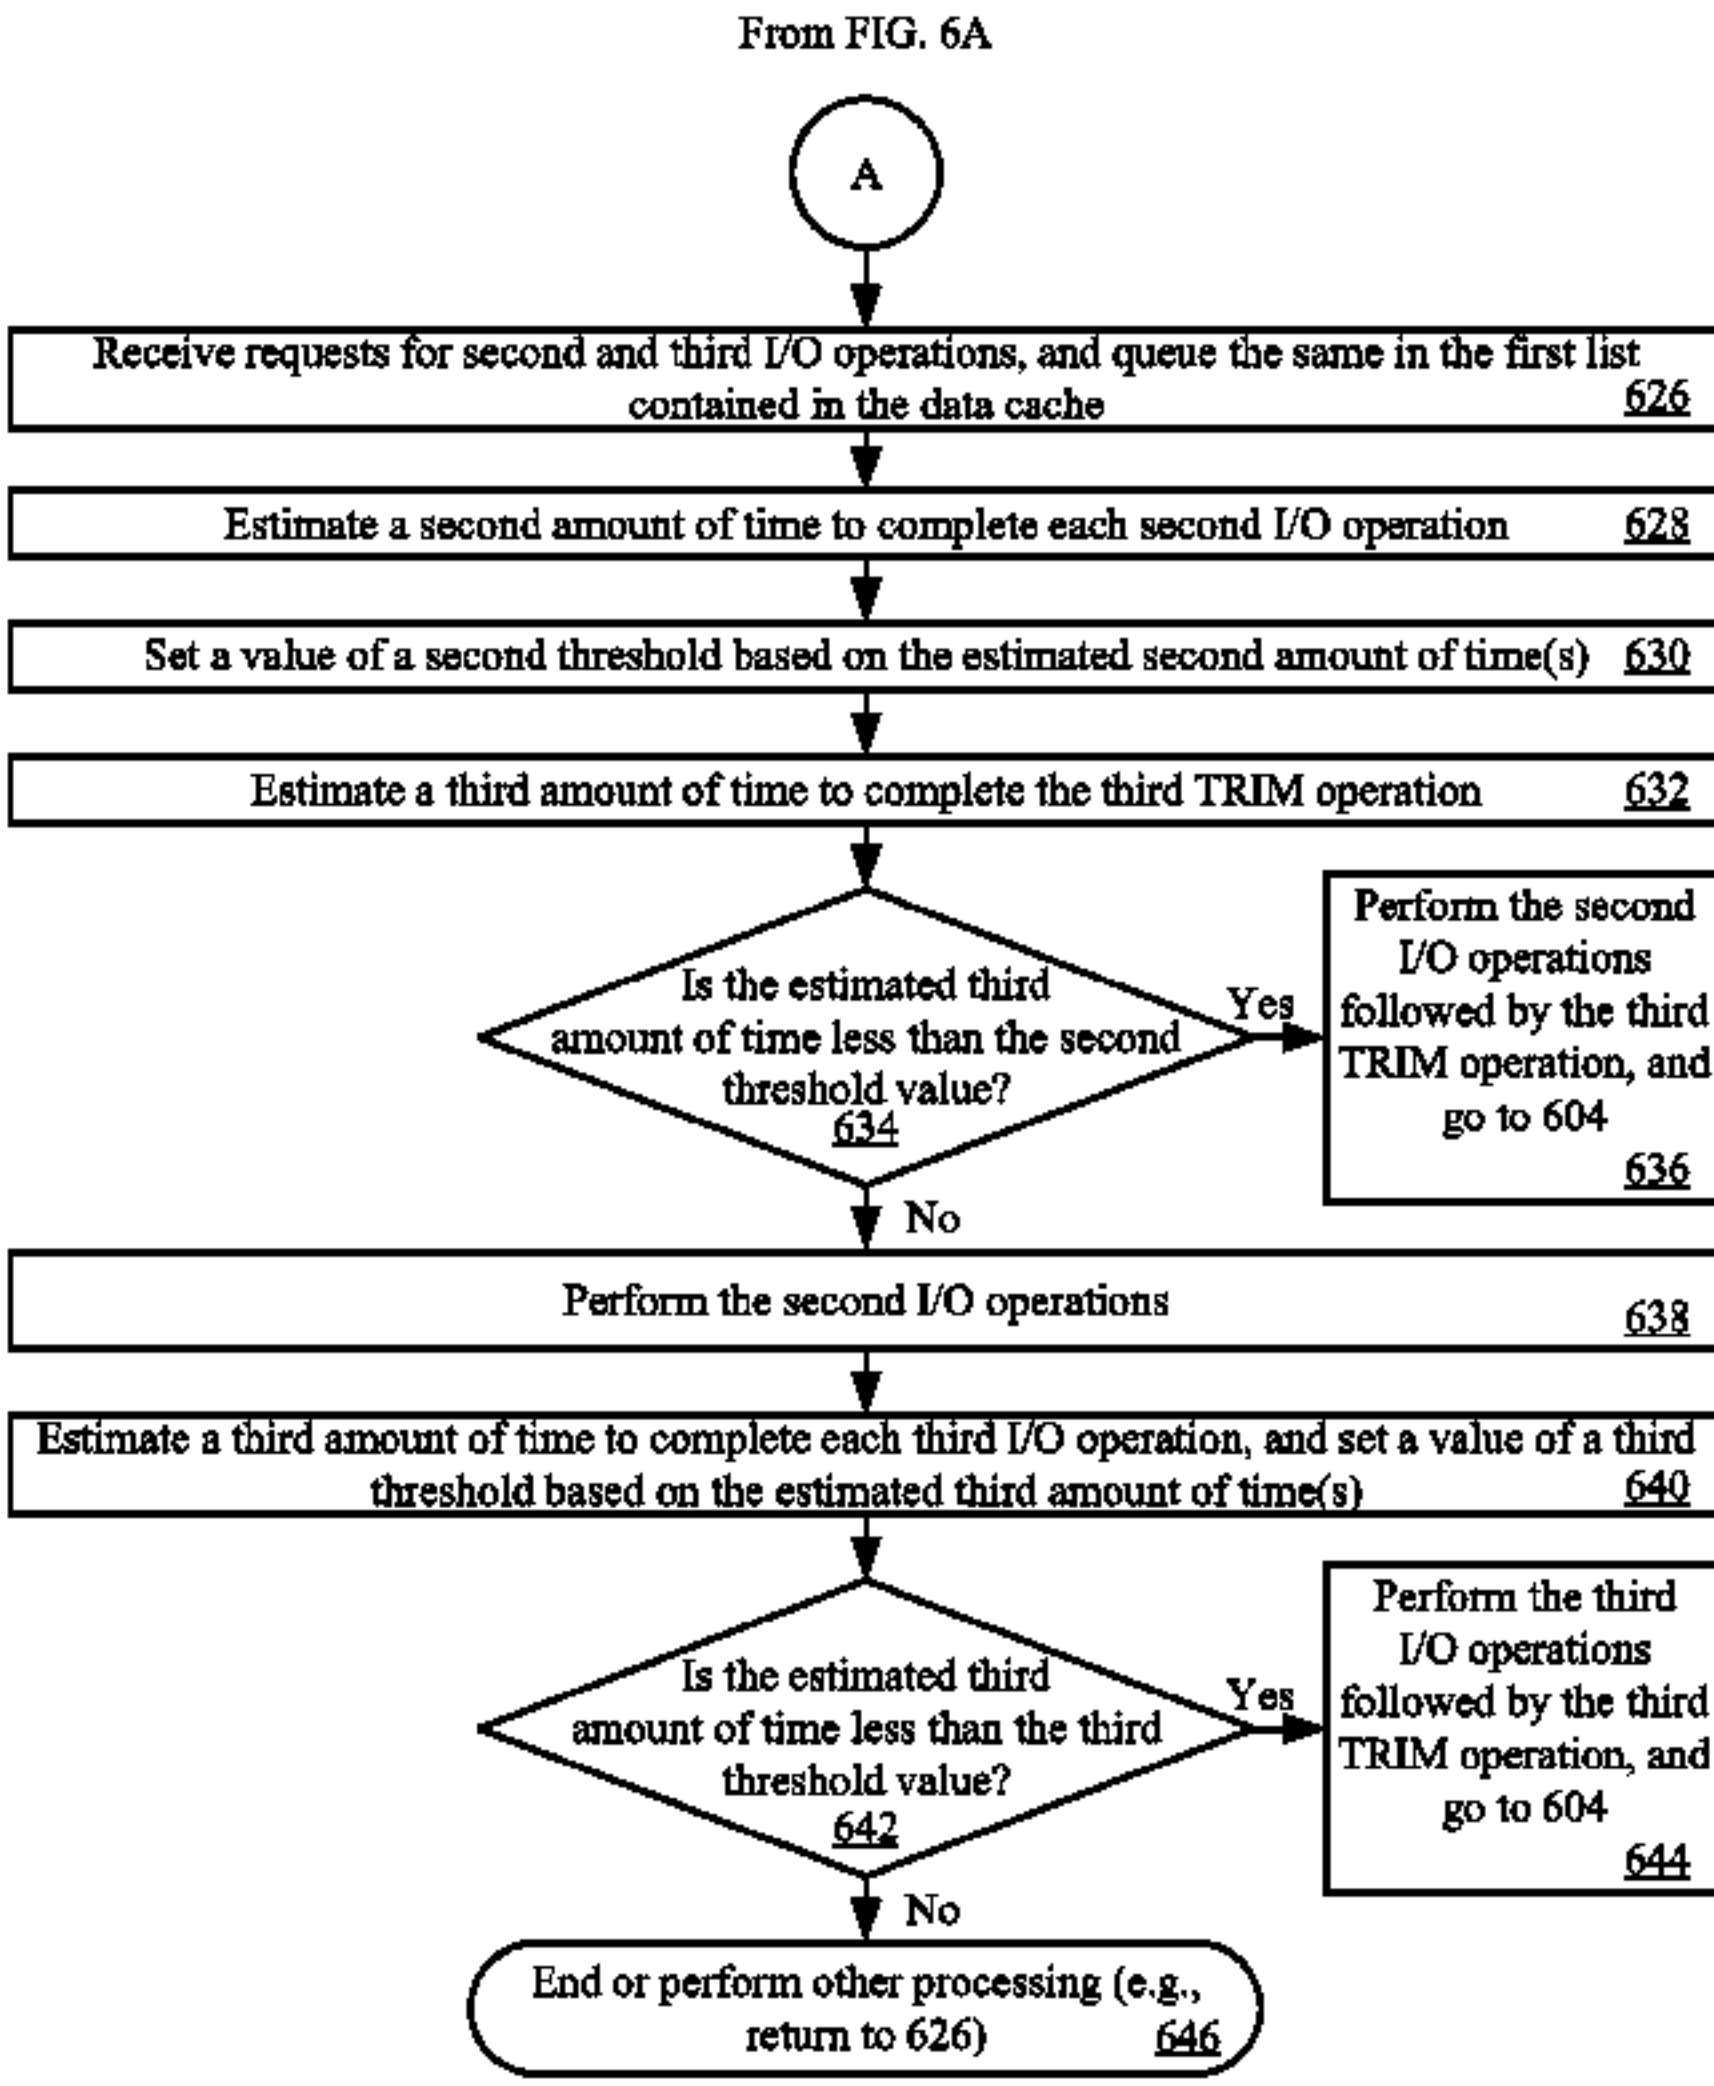 From FIG. 6A
A
Receive requests for second and third I/O operations, and queue the same in the first list
contained in the data cache
626
Estimate a second amount of time to complete each second I/O operation 628
Set a value of a second threshold based on the estimated second amount of time(s) 630
Estimate a third amount of time to complete the third TRIM operation 632
Is the estimated third
amount of time less than the second
threshold value?
634
Yes
Perform the second
I/O operations
followed by the third
TRIM operation, and
go to 604
636
No
Perform the second I/O operations
638
Estimate a third amount of time to complete each third I/O operation, and set a value of a third
threshold based on the estimated third amount of time(s) 640
Is the estimated third
amount of time less than the third
threshold value?
642
Yes
Perform the third
I/O operations
followed by the third
TRIM operation, and
go to 604
644
No
End or perform other processing (e.g.,
return to 626) 646